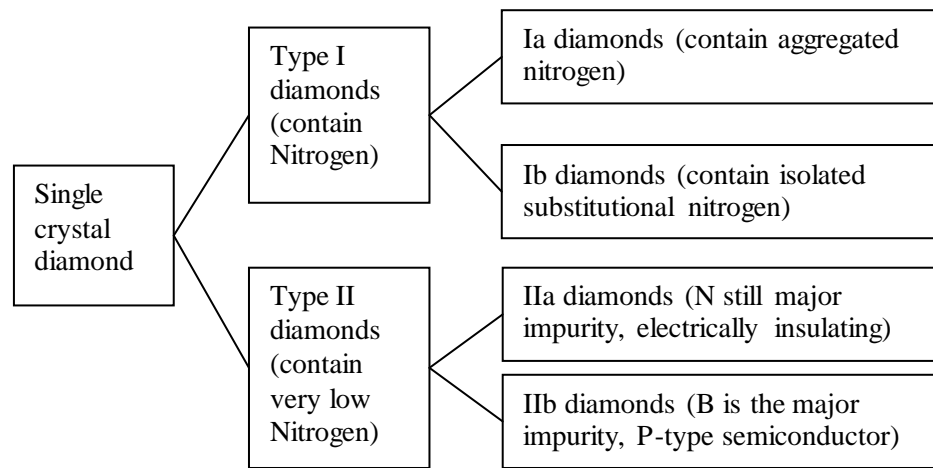 Single
crystal
diamond
Type I
diamonds
(contain
Nitrogen)
Ia diamonds (contain aggregated
nitrogen)
Ib diamonds (contain isolated
substitutional nitrogen)
Type II
diamonds
(contain
very low
Nitrogen)
IIa diamonds (N still major
impurity, electrically insulating)
IIb diamonds (B is the major
impurity, P-type semiconductor)